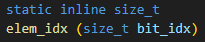 static inline size_t
elem_idx (size_t bit_idx)